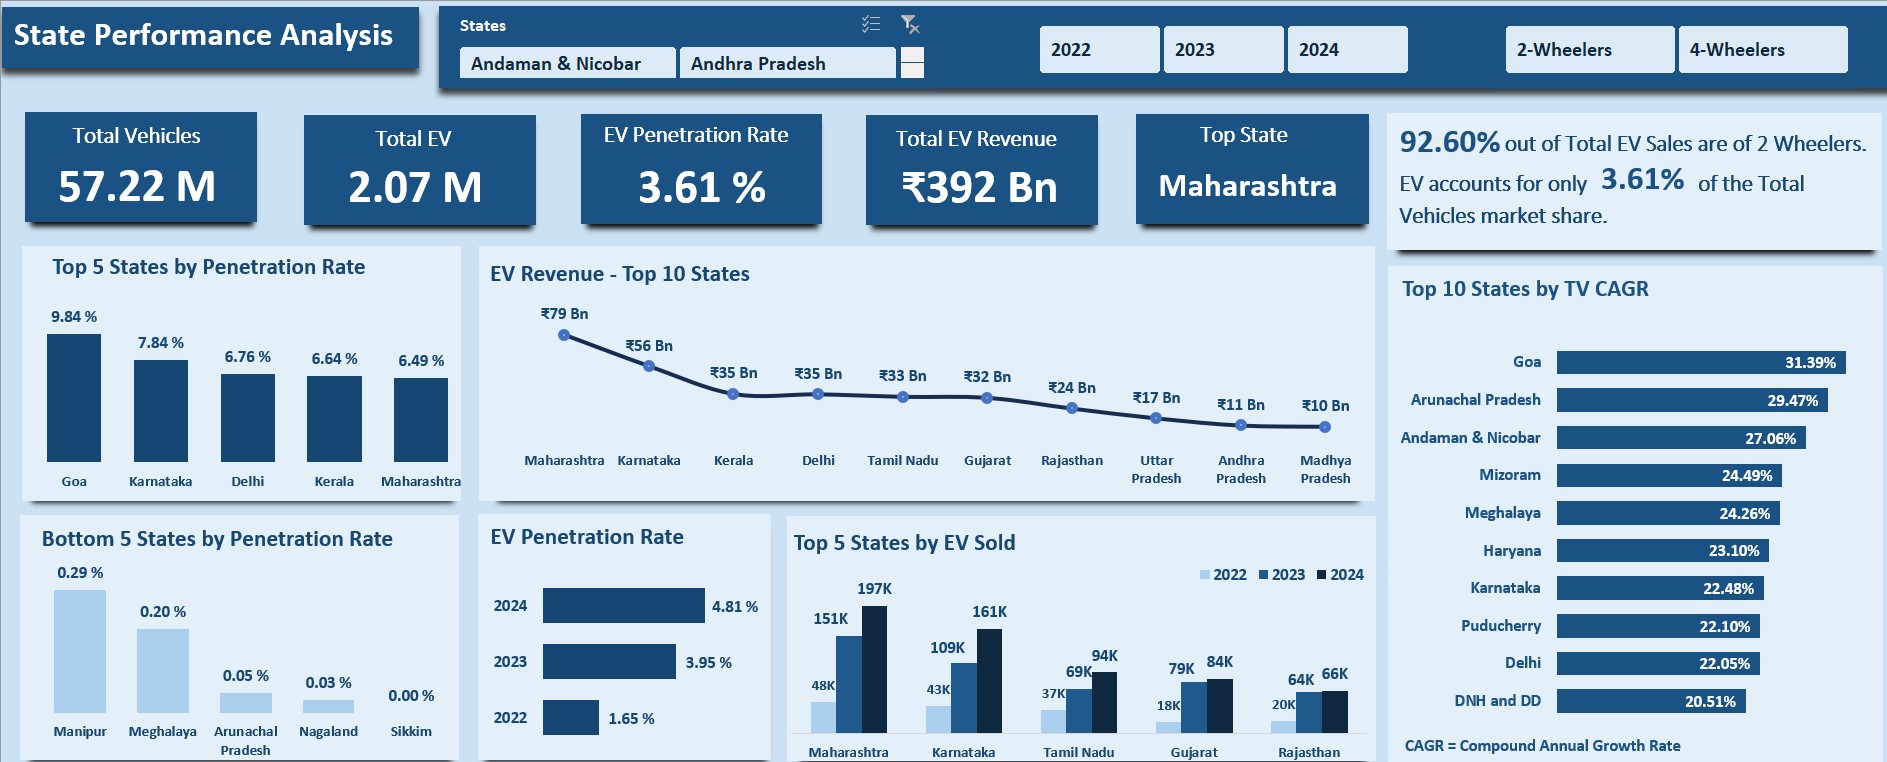 State Performance Analysis
States
Andaman & Nicobar
Andhra Pradesh
2022
2023
2024
2-Wheelers
4-Wheelers
Total Vehicles
57.22 M
Total EV
2.07 M
EV Penetration Rate
3.61 %
Total EV Revenue
₹392 Bn
Top State
Maharashtra
92.60% out of Total EV Sales are of 2 Wheelers.
EV accounts for only 3.61% of the Total
Vehicles market share.
Top 5 States by Penetration Rate
9.84 %
7.84 %
6.76 %
6.64 %
6.49 %
Goa
Karnataka
Delhi
Kerala
Maharashtra
EV Revenue - Top 10 States
₹79 Bn
₹56 Bn
₹35 Bn
₹35 Bn
₹33 Bn
₹32 Bn
₹24 Bn
₹17 Bn
₹11 Bn
₹10 Bn
Maharashtra
Karnataka
Kerala
Delhi
Tamil Nadu
Gujarat
Rajasthan
Uttar
Pradesh
Andhra
Pradesh
Madhya
Pradesh
Top 10 States by TV CAGR
Goa
31.39%
Arunachal Pradesh
29.47%
Andaman & Nicobar
27.06%
Mizoram
24.49%
Meghalaya
24.26%
Haryana
23.10%
Karnataka
22.48%
Puducherry
22.10%
Delhi
22.05%
DNH and DD
20.51%
CAGR = Compound Annual Growth Rate
Bottom 5 States by Penetration Rate
0.29 %
0.20 %
0.05 %
0.03 %
0.00 %
Manipur
Meghalaya
Arunachal
Pradesh
Nagaland
Sikkim
EV Penetration Rate
2024
4.81 %
2023
3.95 %
2022
1.65 %
Top 5 States by EV Sold
2022
2023
2024
48K
151K
197K
43K
109K
161K
37K
69K
94K
18K
79K
84K
20K
64K
66K
Maharashtra
Karnataka
Tamil Nadu
Gujarat
Rajasthan